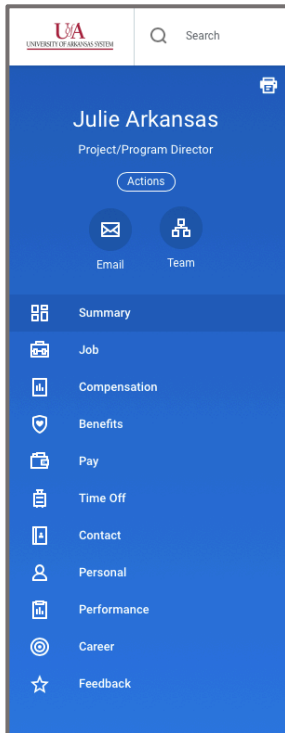 UA
UNIVERSITY OF ARKANSAS SYSTEM
Search
Julie Arkansas
Project/Program Director
Actions
Email
Team
Summary
Job
Compensation
Benefits
Pay
Time Off
Contact
Personal
Performance
Career
Feedback